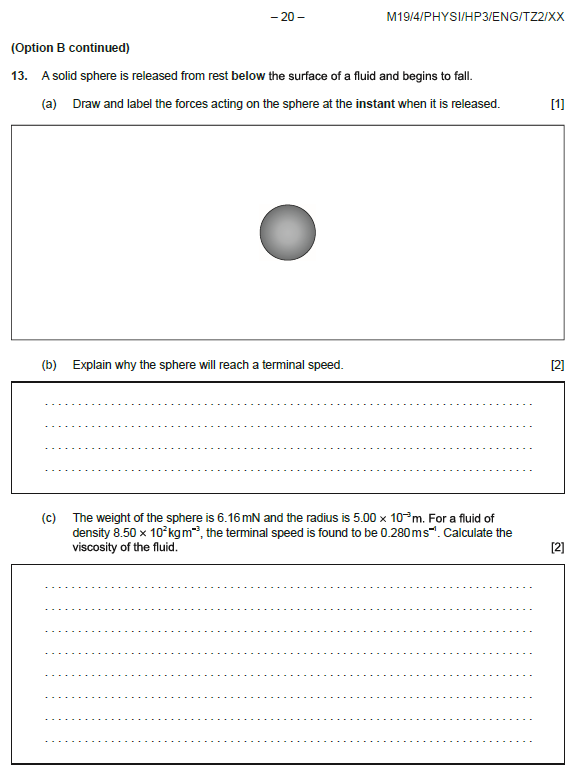 – 20 –
M19/4/PHYSI/HP3/ENG/TZ2/XX
(Option B continued)
13. A solid sphere is released from rest below the surface of a fluid and begins to fall.
(a) Draw and label the forces acting on the sphere at the instant when it is released. [1]
(b) Explain why the sphere will reach a terminal speed. [2]
(c) The weight of the sphere is 6.16 mN and the radius is 5.00 × 10⁻³ m. For a fluid of
density 8.50 × 10² kg m⁻³, the terminal speed is found to be 0.280 m s⁻¹. Calculate the
viscosity of the fluid. [2]